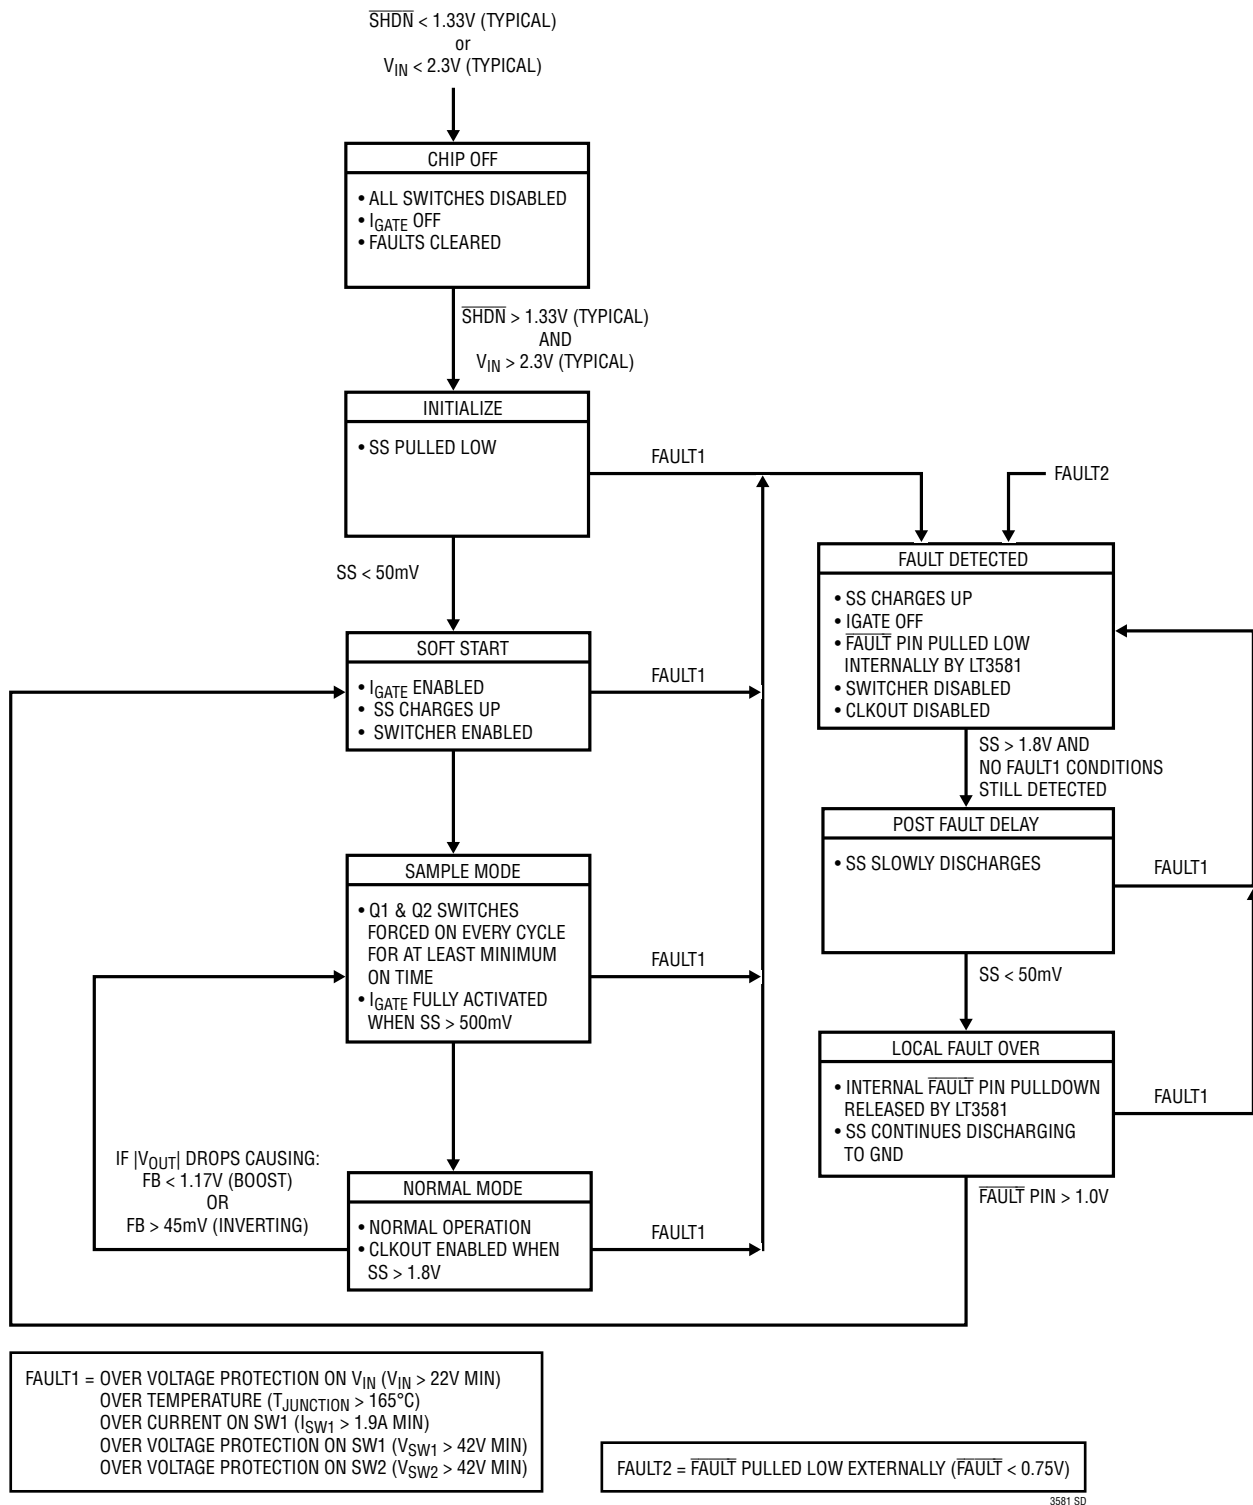 SHDN < 1.33V (TYPICAL)
or
VIN < 2.3V (TYPICAL)
CHIP OFF
• ALL SWITCHES DISABLED
• IGATE OFF
• FAULTS CLEARED
SHDN > 1.33V (TYPICAL)
AND
VIN > 2.3V (TYPICAL)
INITIALIZE
• SS PULLED LOW
FAULT1
SS < 50mV
SOFT START
• IGATE ENABLED
• SS CHARGES UP
• SWITCHER ENABLED
FAULT1
SAMPLE MODE
• Q1 & Q2 SWITCHES
FORCED ON EVERY CYCLE
FOR AT LEAST MINIMUM
ON TIME
• IGATE FULLY ACTIVATED
WHEN SS > 500mV
FAULT1
IF |VOUT| DROPS CAUSING:
FB < 1.17V (BOOST)
OR
FB > 45mV (INVERTING)
NORMAL MODE
• NORMAL OPERATION
• CLKOUT ENABLED WHEN
SS > 1.8V
FAULT1
FAULT2
FAULT DETECTED
• SS CHARGES UP
• IGATE OFF
• FAULT PIN PULLED LOW
INTERNALLY BY LT3581
• SWITCHER DISABLED
• CLKOUT DISABLED
SS > 1.8V AND
NO FAULT1 CONDITIONS
STILL DETECTED
POST FAULT DELAY
• SS SLOWLY DISCHARGES
FAULT1
SS < 50mV
LOCAL FAULT OVER
• INTERNAL FAULT PIN PULLDOWN
RELEASED BY LT3581
• SS CONTINUES DISCHARGING
TO GND
FAULT1
FAULT PIN > 1.0V
FAULT1 = OVER VOLTAGE PROTECTION ON VIN (VIN > 22V MIN)
OVER TEMPERATURE (TJUNCTION > 165°C)
OVER CURRENT ON SW1 (ISW1 > 1.9A MIN)
OVER VOLTAGE PROTECTION ON SW1 (VSW1 > 42V MIN)
OVER VOLTAGE PROTECTION ON SW2 (VSW2 > 42V MIN)
FAULT2 = FAULT PULLED LOW EXTERNALLY (FAULT < 0.75V)
3581 SD